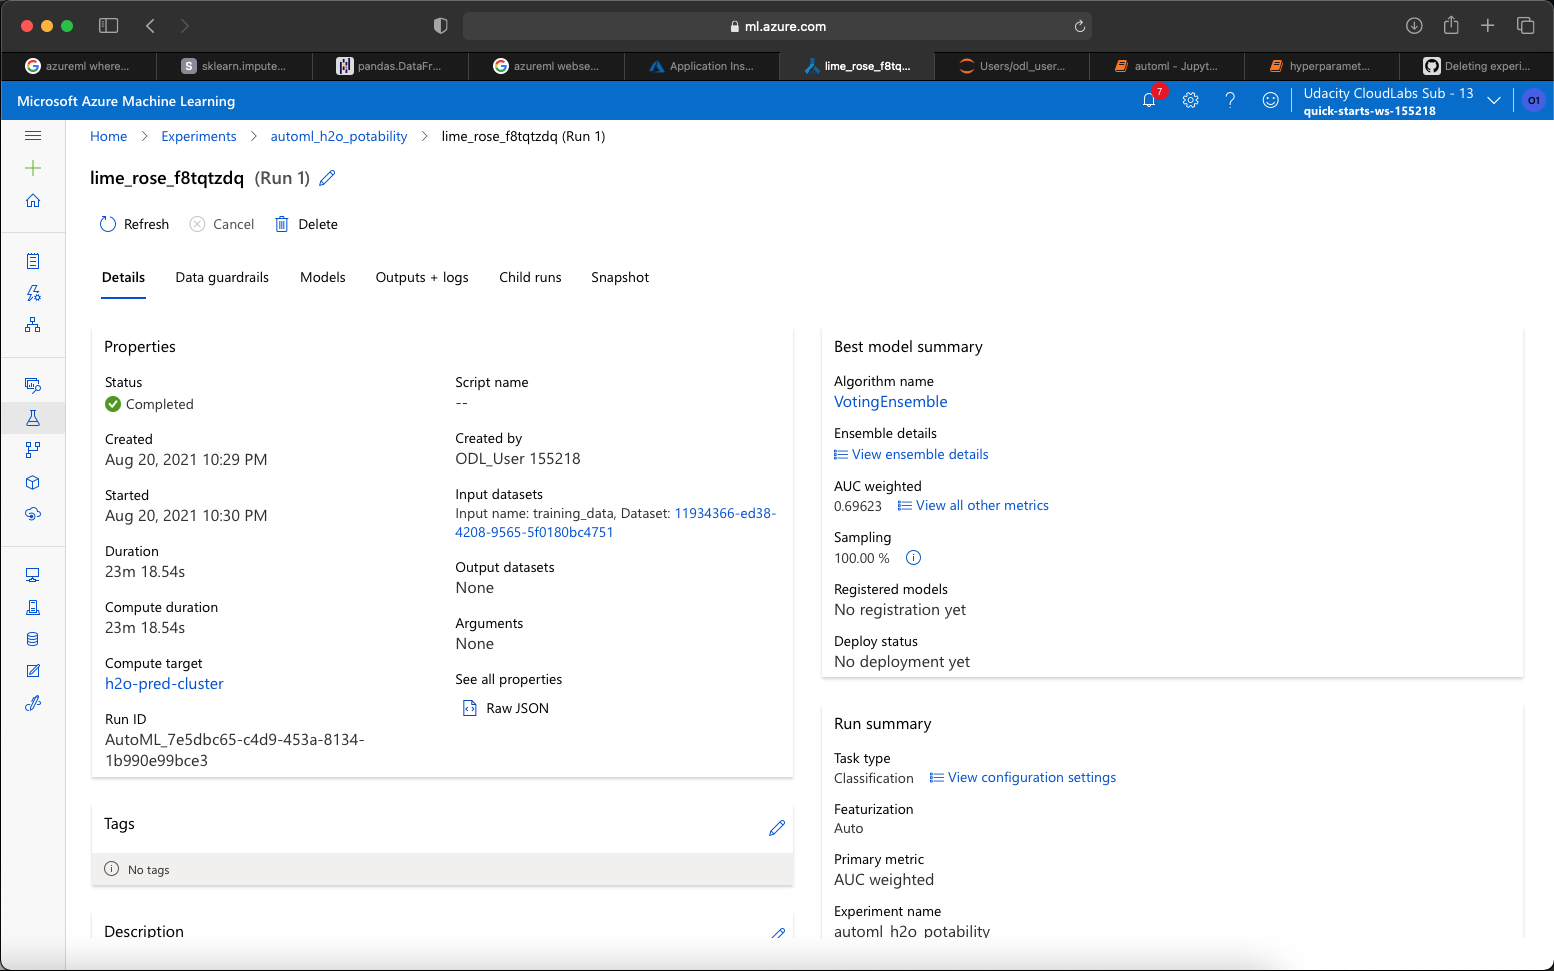 ml.azure.com
azureml where...
S
sklearn.impute...
pandas.DataFr...
azureml webse...
Application Ins...
lime_rose_f8tq...
Users/odl_user...
automl - Jupyt...
hyperparamet...
Deleting experi...
Microsoft Azure Machine Learning
7
Udacity CloudLabs Sub - 13
quick-starts-ws-155218
O1
Home > Experiments > automl_h2o_potability > lime_rose_f8tqtzdq (Run 1)
lime_rose_f8tqtzdq (Run 1)
Refresh Cancel Delete
Details Data guardrails Models Outputs + logs Child runs Snapshot
Properties
Status
Completed
Created
Aug 20, 2021 10:29 PM
Started
Aug 20, 2021 10:30 PM
Duration
23m 18.54s
Compute duration
23m 18.54s
Compute target
h2o-pred-cluster
Run ID
AutoML_7e5dbc65-c4d9-453a-8134-
1b990e99bce3
Script name
--
Created by
ODL_User 155218
Input datasets
Input name: training_data, Dataset: 11934366-ed38-
4208-9565-5f0180bc4751
Output datasets
None
Arguments
None
See all properties
Raw JSON
Tags
No tags
Description
Best model summary
Algorithm name
VotingEnsemble
Ensemble details
View ensemble details
AUC weighted
0.69623 View all other metrics
Sampling
100.00 %
Registered models
No registration yet
Deploy status
No deployment yet
Run summary
Task type
Classification View configuration settings
Featurization
Auto
Primary metric
AUC weighted
Experiment name
automl_h2o_potability